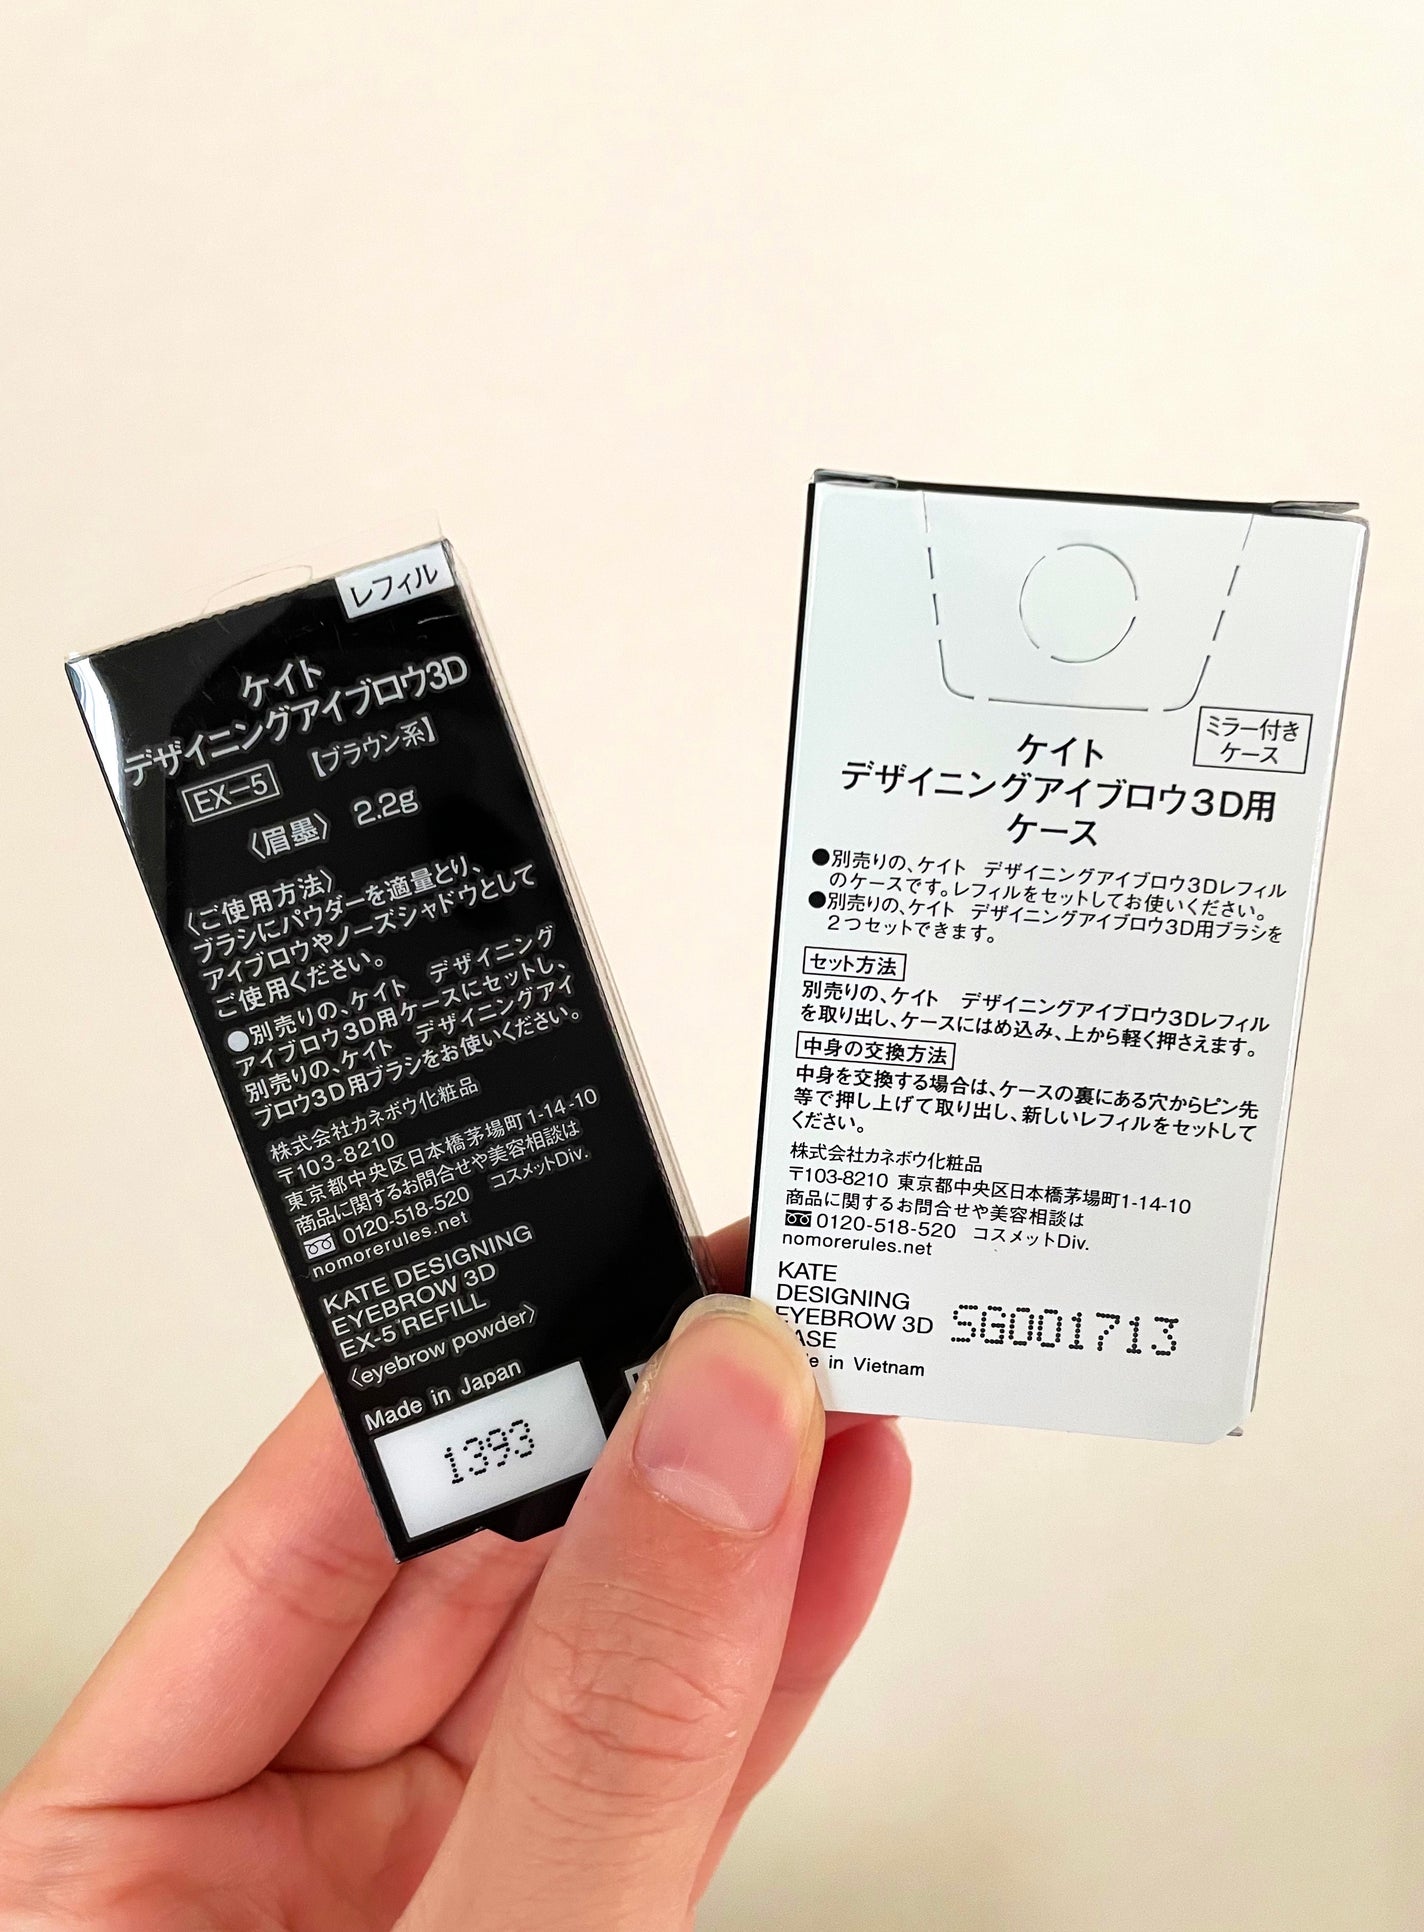 レフィル
ケイト
デザイニングアイブロウ3D
EX-5 【ブラウン系】
〈眉墨〉 2.2g
〈ご使用方法〉
ブラシにパウダーを適量とり、
アイブロウやノーズシャドウとして
ご使用ください。
●別売りの、ケイト デザイニング
アイブロウ3D用ケースにセットし、
別売りの、ケイト デザイニングアイ
ブロウ3D用ブラシをお使いください。
株式会社カネボウ化粧品
〒103-8210
東京都中央区日本橋茅場町1-14-10
商品に関するお問合せや美容相談は
0120-518-520 コスメットDiv.
nomorerules.net
KATE DESIGNING
EYEBROW 3D
EX-5 REFILL
〈eyebrow powder〉
Made in Japan
1393
ミラー付き
ケース
ケイト
デザイニングアイブロウ3D用
ケース
●別売りの、ケイト デザイニングアイブロウ3Dレフィル
のケースです。レフィルをセットしてお使いください。
●別売りの、ケイト デザイニングアイブロウ3D用ブラシを
2つセットできます。
セット方法
別売りの、ケイト デザイニングアイブロウ3Dレフィル
を取り出し、ケースにはめ込み、上から軽く押さえます。
中身の交換方法
中身を交換する場合は、ケースの裏にある穴からピン先
等で押し上げて取り出し、新しいレフィルをセットして
ください。
株式会社カネボウ化粧品
〒103-8210 東京都中央区日本橋茅場町1-14-10
商品に関するお問合せや美容相談は
0120-518-520 コスメットDiv.
nomorerules.net
KATE
DESIGNING
EYEBROW 3D
ASE
in Vietnam
SG001713